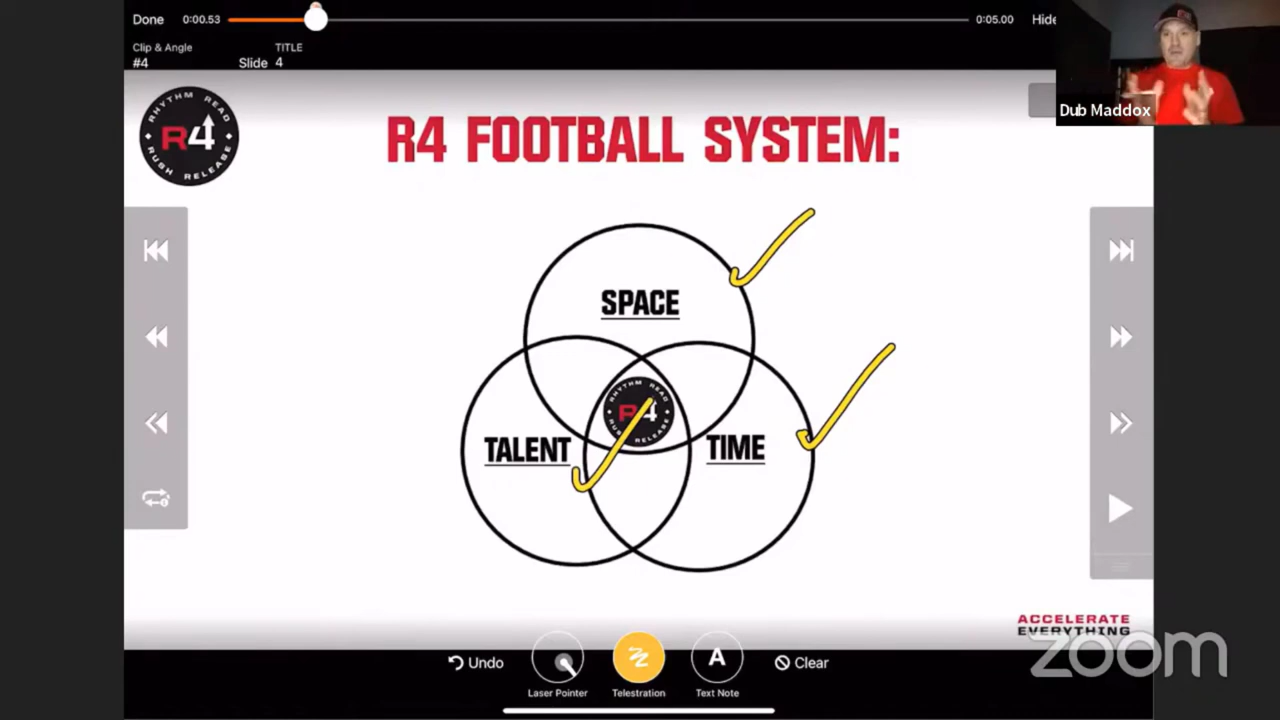 Done 0:00.53 0:05.00 Hide
Clip & Angle TITLE
#4 Slide 4
Dub Maddox
RHYTHM READ
R4
RUSH RELEASE
R4 FOOTBALL SYSTEM:
SPACE
RHYTHM READ
R4
RUSH RELEASE
TALENT
TIME
ACCELERATE
EVERYTHING
zoom
Undo
A
Clear
Laser Pointer Telestration Text Note